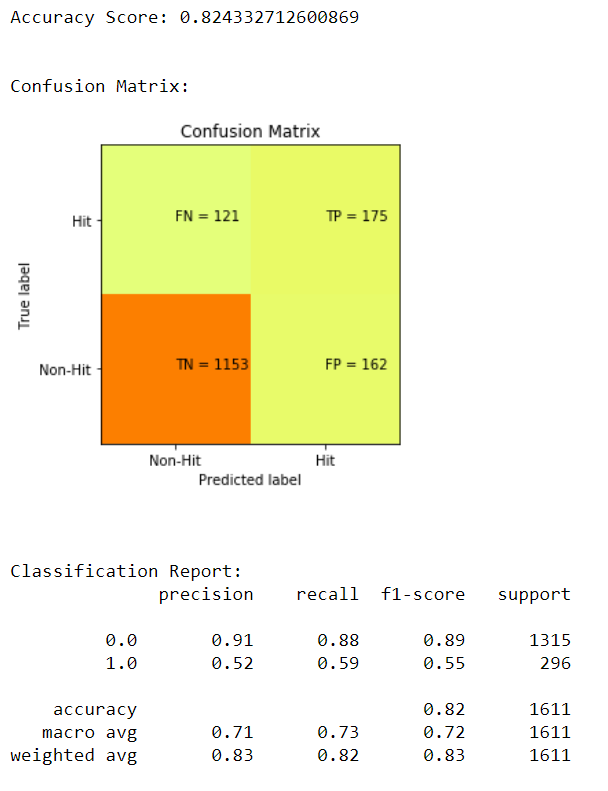 Accuracy Score: 0.824332712600869
Confusion Matrix:
Confusion Matrix
Hit
FN = 121
TP = 175
True label
Non-Hit
TN = 1153
FP = 162
Non-Hit
Hit
Predicted label
Classification Report:
precision recall f1-score support
0.0 0.91 0.88 0.89 1315
1.0 0.52 0.59 0.55 296
accuracy 0.82 1611
macro avg 0.71 0.73 0.72 1611
weighted avg 0.83 0.82 0.83 1611